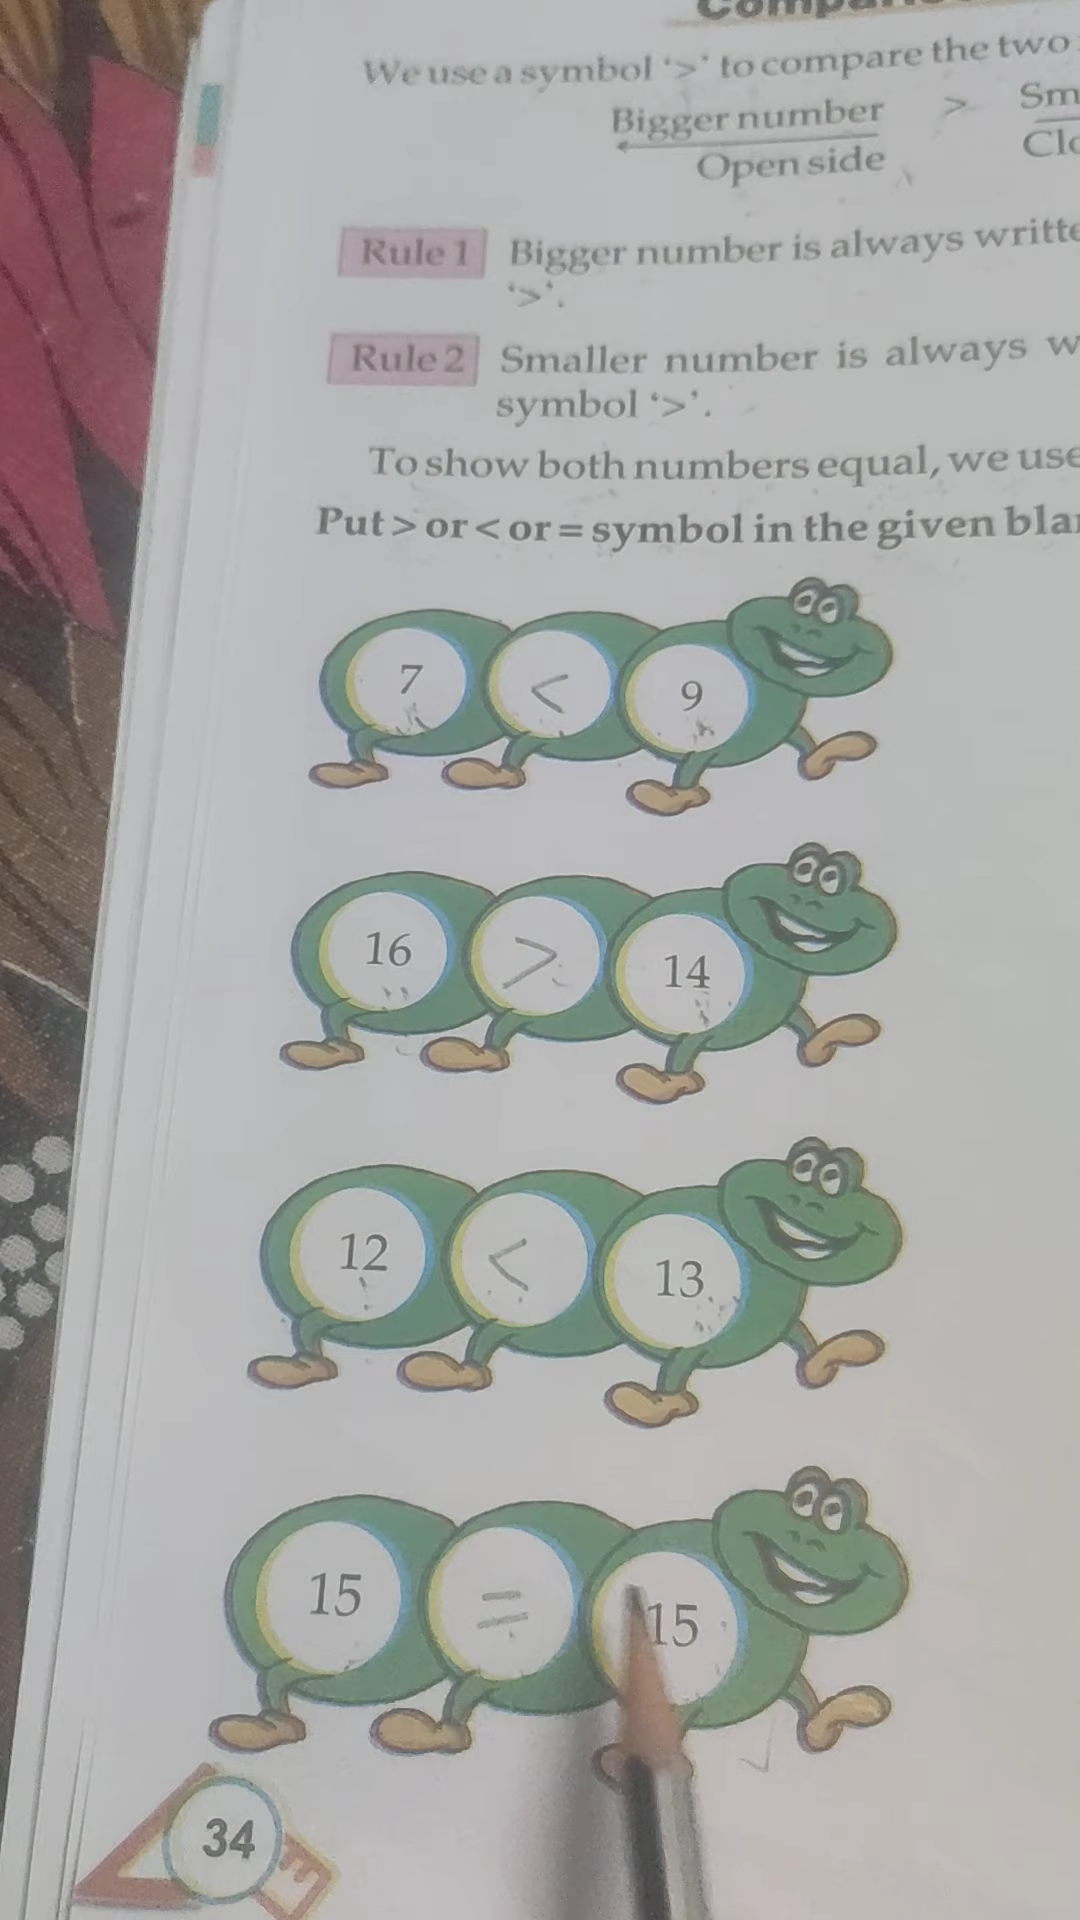 We use a symbol '>' to compare the two
Bigger number > Sm
Open side Clo
Rule 1 Bigger number is always writte
'>'.
Rule 2 Smaller number is always w
symbol '>'.
To show both numbers equal, we use
Put > or < or = symbol in the given bla
7 < 9
16 > 14
12 < 13
15 = 15
34